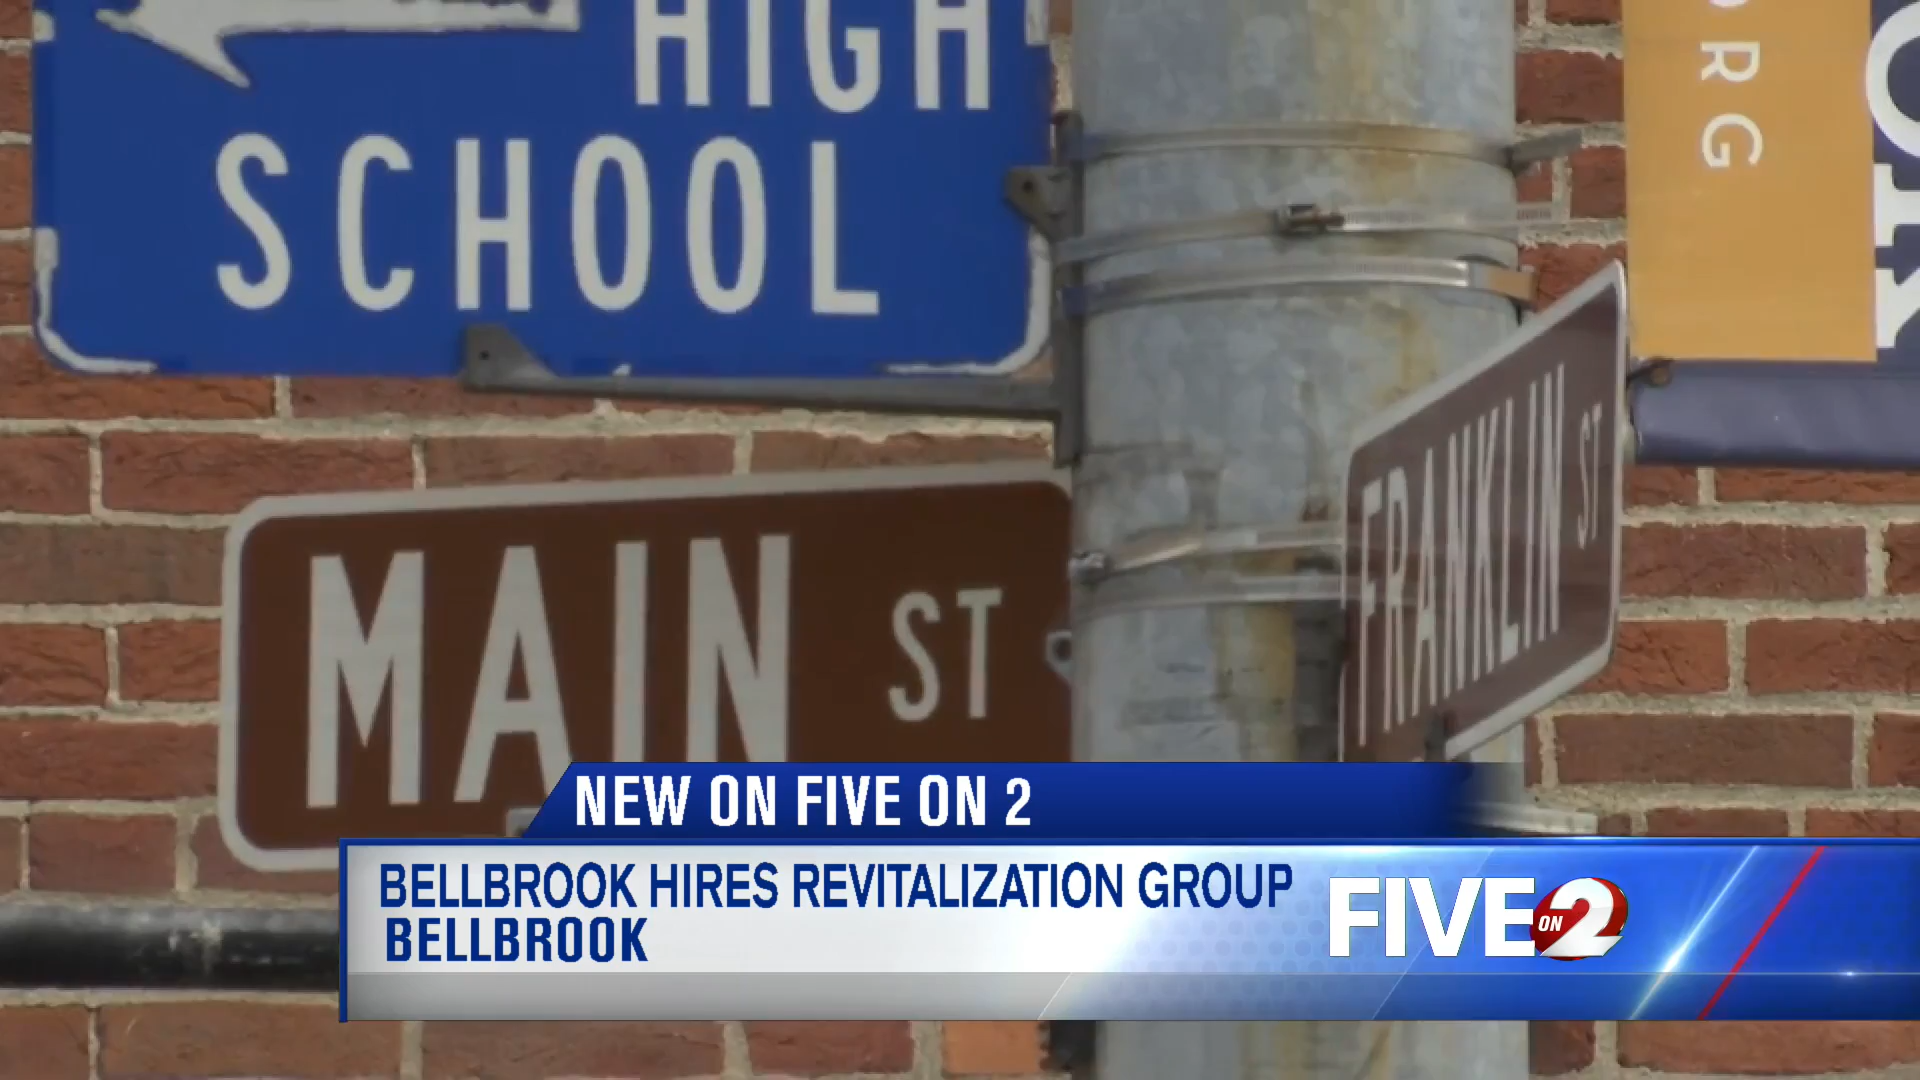 HIGH
SCHOOL
MAIN ST
FRANKLIN ST
ORG
NEW ON FIVE ON 2
BELLBROOK HIRES REVITALIZATION GROUP
BELLBROOK
FIVE ON 2